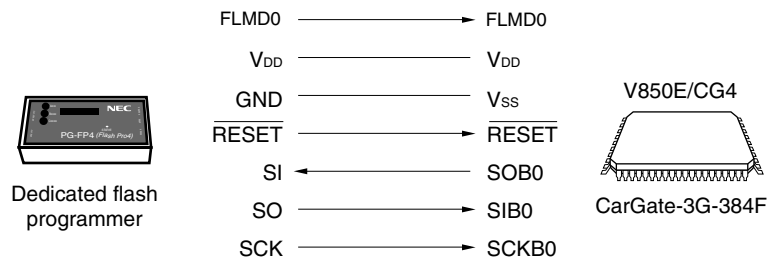 FLMD0 FLMD0
VDD VDD
GND VSS
RESET RESET
SI SOB0
SO SIB0
SCK SCKB0
NEC
PG-FP4 (Flash Pro4)
Dedicated flash
programmer
V850E/CG4
CarGate-3G-384F